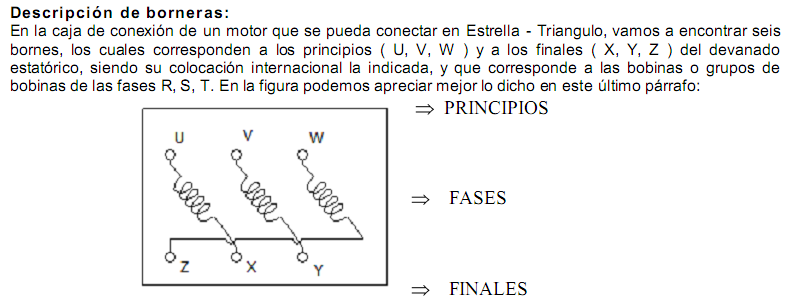 Descripción de borneras:
En la caja de conexión de un motor que se pueda conectar en Estrella - Triangulo, vamos a encontrar seis
bornes, los cuales corresponden a los principios ( U, V, W ) y a los finales ( X, Y, Z ) del devanado
estatórico, siendo su colocación internacional la indicada, y que corresponde a las bobinas o grupos de
bobinas de las fases R, S, T. En la figura podemos apreciar mejor lo dicho en este último párrafo:
⇒ PRINCIPIOS
U V W
⇒ FASES
Z X Y
⇒ FINALES